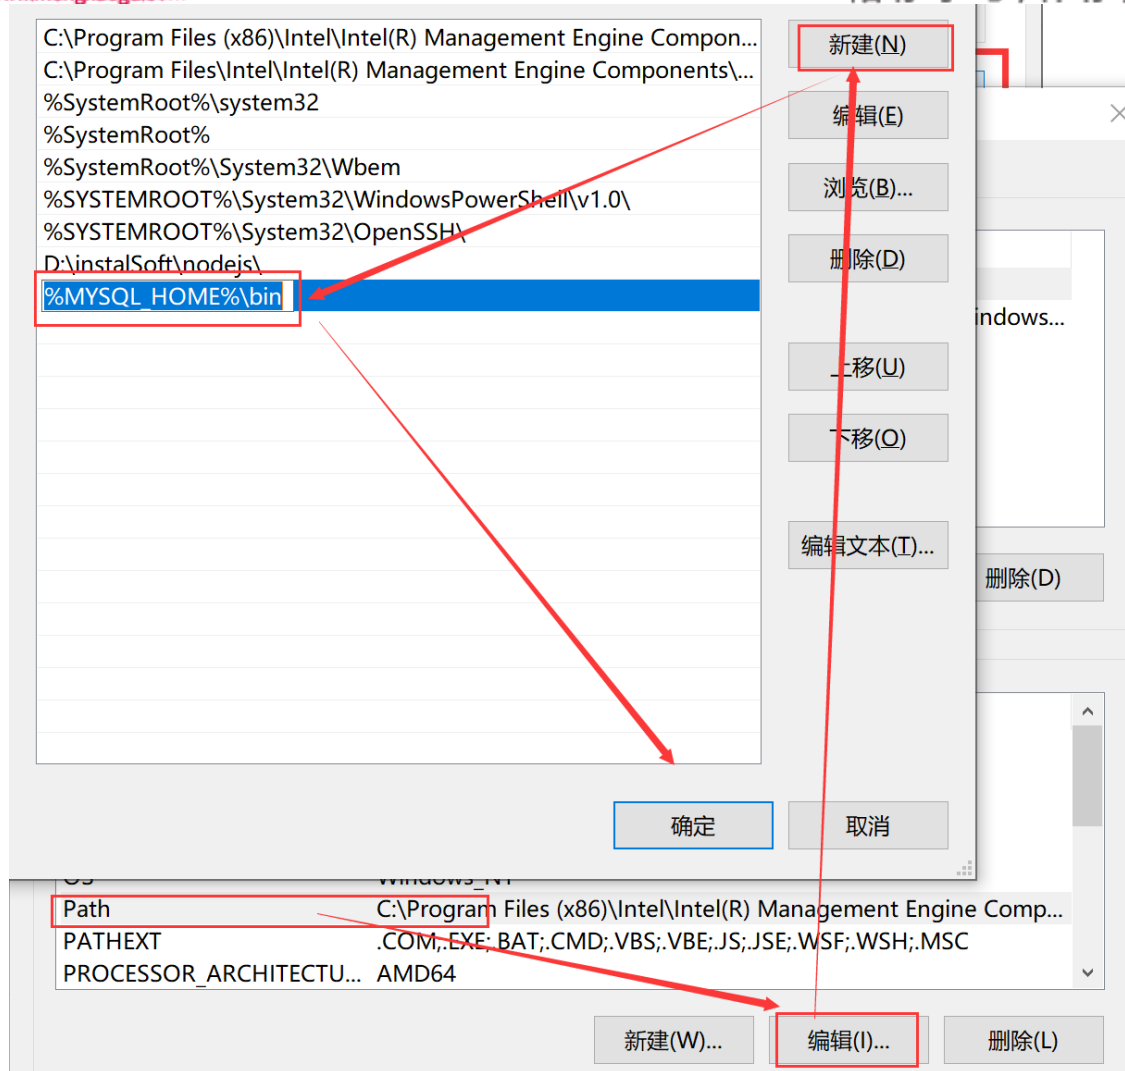 C:\Program Files (x86)\Intel\Intel(R) Management Engine Compon...
C:\Program Files\Intel\Intel(R) Management Engine Components\...
%SystemRoot%\system32
%SystemRoot%
%SystemRoot%\System32\Wbem
%SYSTEMROOT%\System32\WindowsPowerShell\v1.0\
%SYSTEMROOT%\System32\OpenSSH\
D:\instalSoft\nodejs\
%MYSQL_HOME%\bin
新建(N)
编辑(E)
浏览(B)...
删除(D)
上移(U)
下移(O)
编辑文本(T)...
确定
取消
indows...
删除(D)
OS Windows_NT
Path C:\Program Files (x86)\Intel\Intel(R) Management Engine Comp...
PATHEXT .COM;.EXE;.BAT;.CMD;.VBS;.VBE;.JS;.JSE;.WSF;.WSH;.MSC
PROCESSOR_ARCHITECTU... AMD64
新建(W)...
编辑(I)...
删除(L)